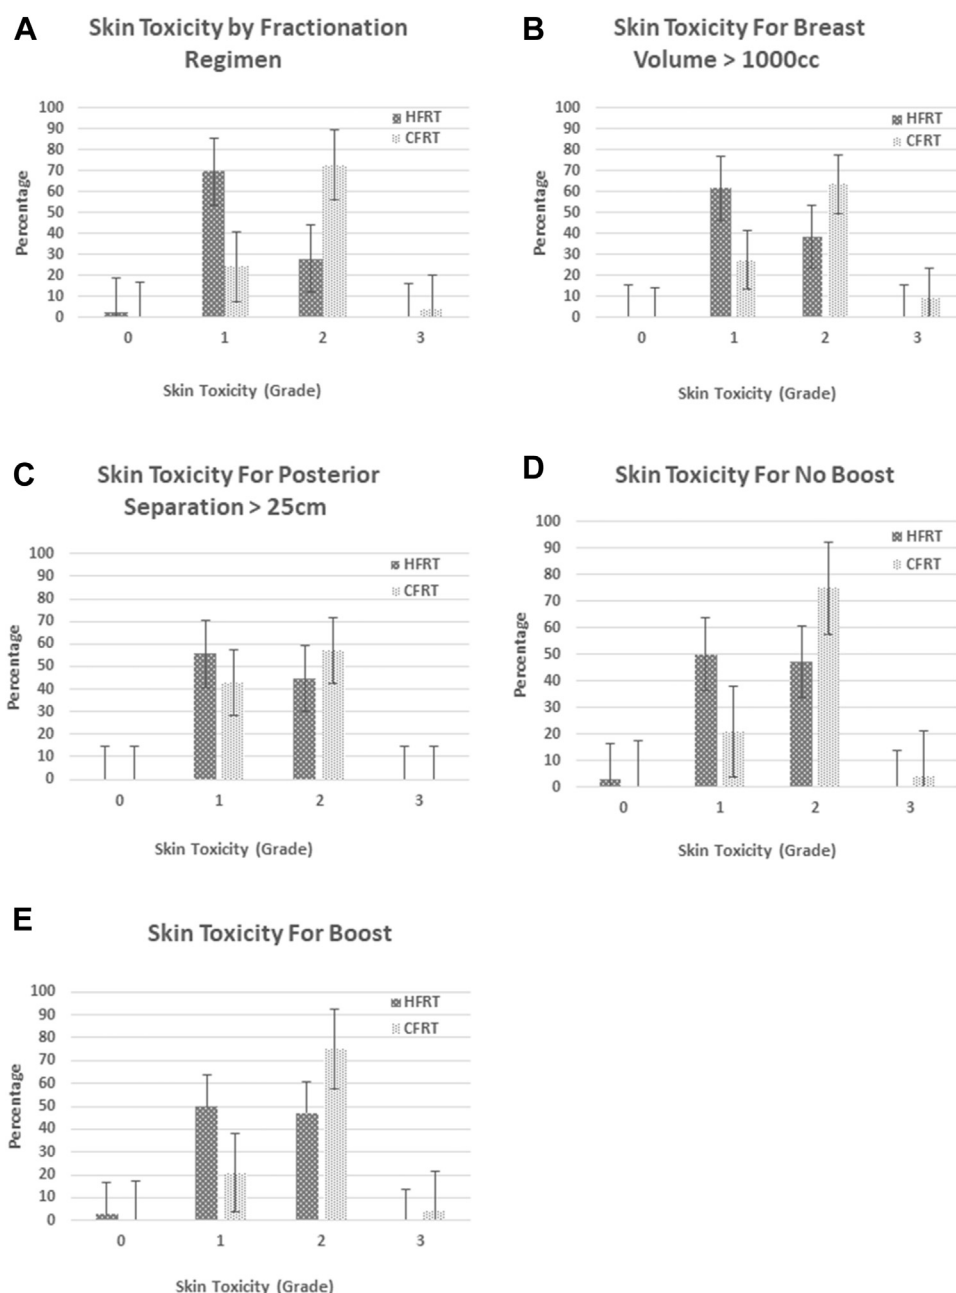 A
Skin Toxicity by Fractionation
Regimen
100
90
80
70
60
50
40
30
20
10
0
Percentage
HFRT
CFRT
0 1 2 3
Skin Toxicity (Grade)
B
Skin Toxicity For Breast
Volume > 1000cc
100
90
80
70
60
50
40
30
20
10
0
Percentage
HFRT
CFRT
0 1 2 3
Skin Toxicity (Grade)
C
Skin Toxicity For Posterior
Separation > 25cm
100
90
80
70
60
50
40
30
20
10
0
Percentage
HFRT
CFRT
0 1 2 3
Skin Toxicity (Grade)
D
Skin Toxicity For No Boost
100
90
80
70
60
50
40
30
20
10
0
Percentage
HFRT
CFRT
0 1 2 3
Skin Toxicity (Grade)
E
Skin Toxicity For Boost
100
90
80
70
60
50
40
30
20
10
0
Percentage
HFRT
CFRT
0 1 2 3
Skin Toxicity (Grade)